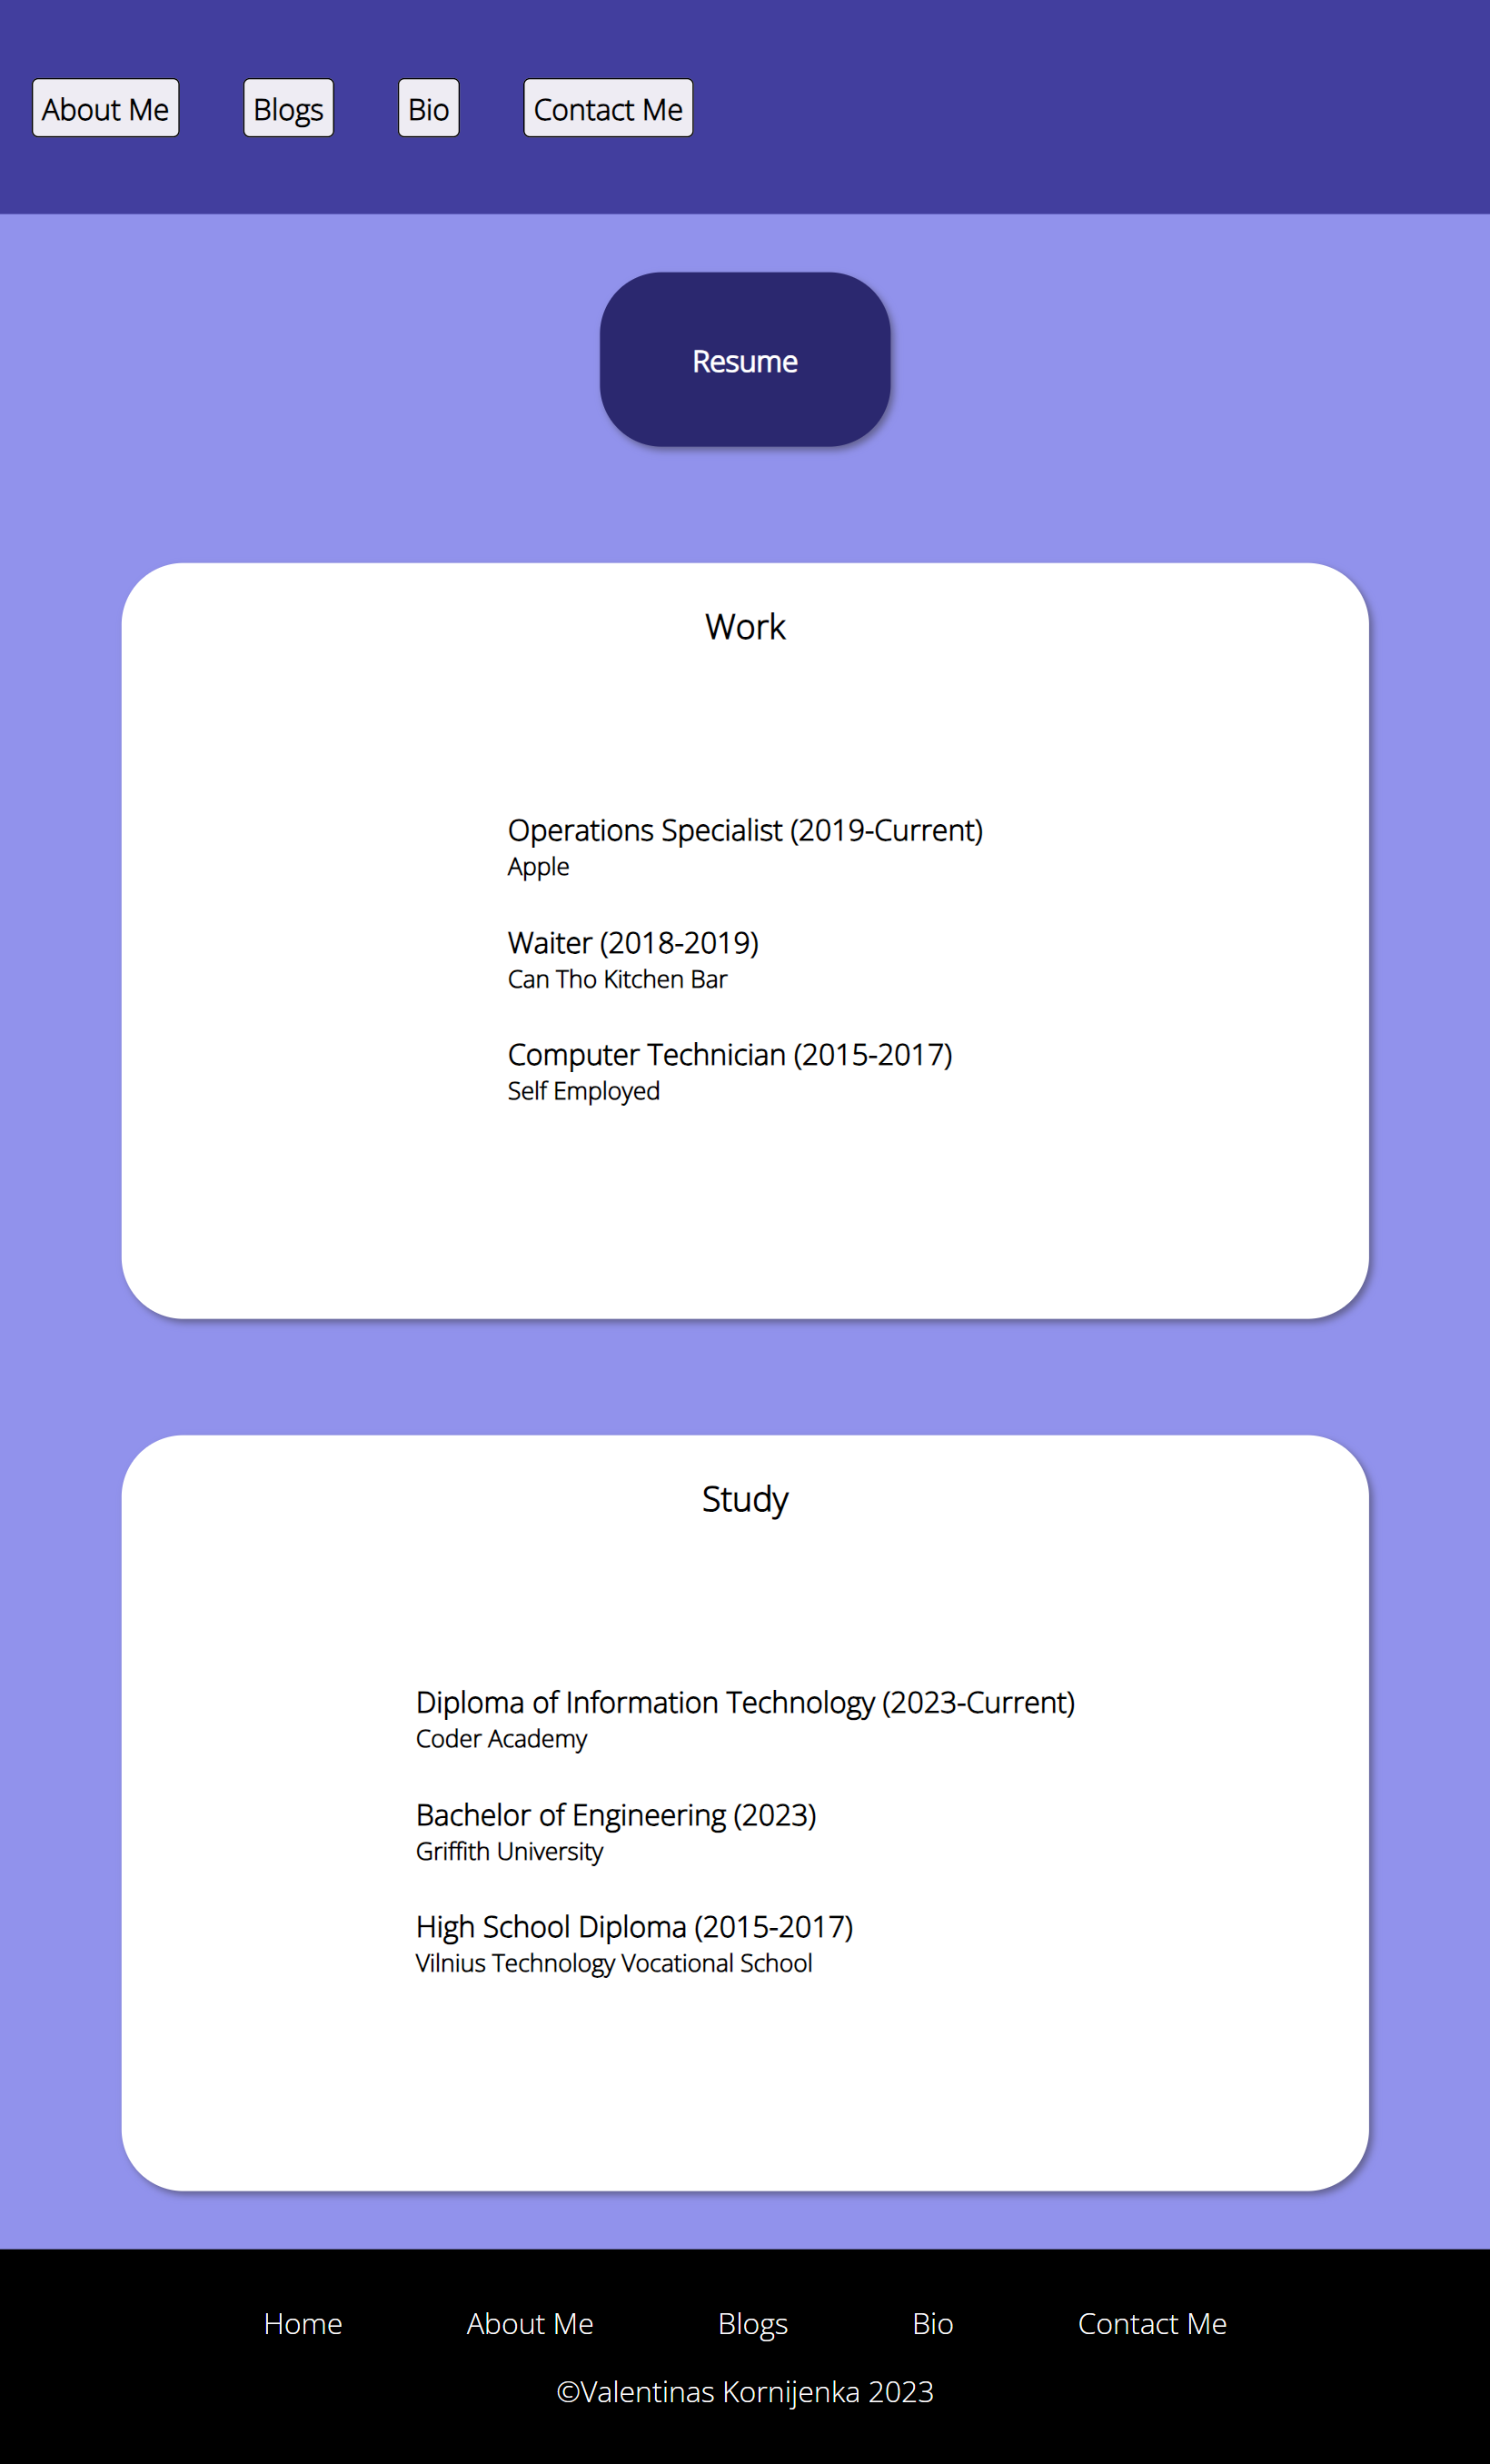 About Me Blogs Bio Contact Me
Resume
Work
Operations Specialist (2019-Current)
Apple
Waiter (2018-2019)
Can Tho Kitchen Bar
Computer Technician (2015-2017)
Self Employed
Study
Diploma of Information Technology (2023-Current)
Coder Academy
Bachelor of Engineering (2023)
Griffith University
High School Diploma (2015-2017)
Vilnius Technology Vocational School
Home About Me Blogs Bio Contact Me
©Valentinas Kornijenka 2023